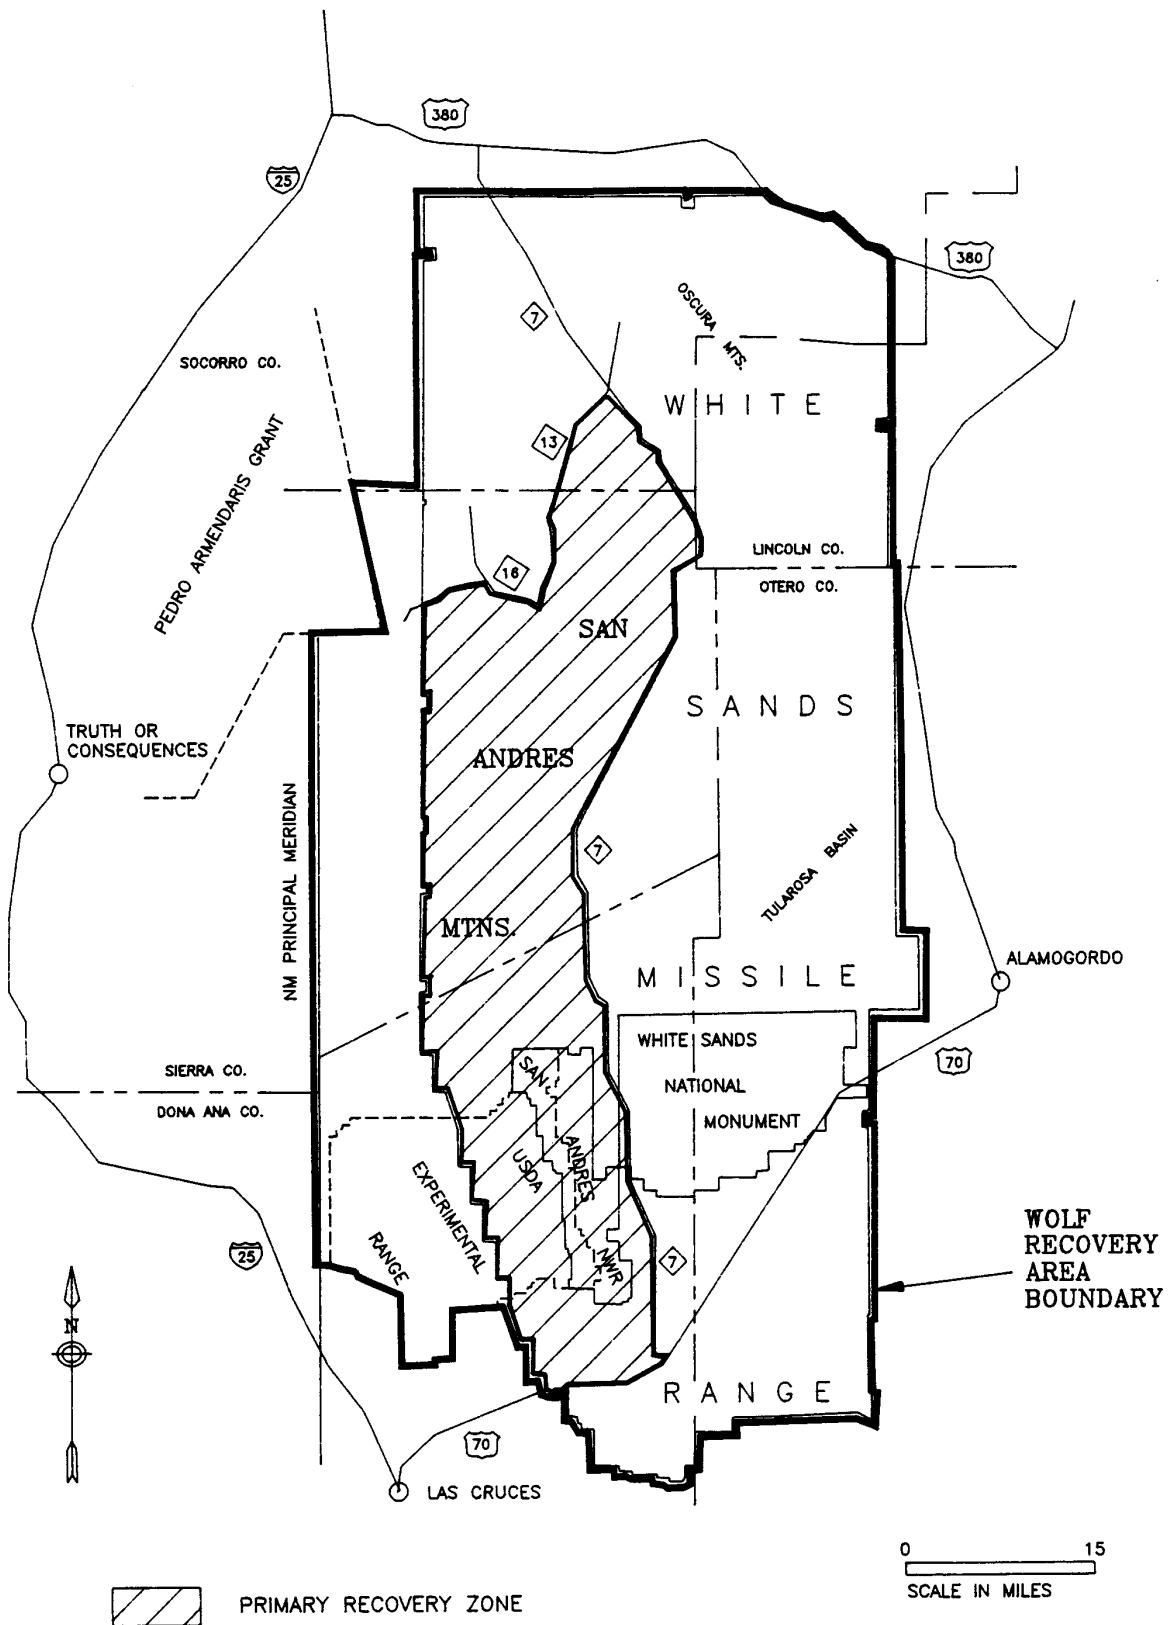 380
25
380
7
OSCURA MTS.
SOCORRO CO.
WHITE
13
PEDRO ARMENDARIS GRANT
LINCOLN CO.
16
OTERO CO.
SAN
SANDS
TRUTH OR
CONSEQUENCES
ANDRES
NM PRINCIPAL MERIDIAN
7
TULAROSA BASIN
MTNS.
MISSILE
ALAMOGORDO
WHITE SANDS
NATIONAL
MONUMENT
SIERRA CO.
DONA ANA CO.
70
SAN ANDRES NWR
USDA EXPERIMENTAL RANGE
25
7
WOLF
RECOVERY
AREA
BOUNDARY
N
RANGE
70
LAS CRUCES
0 15
SCALE IN MILES
PRIMARY RECOVERY ZONE